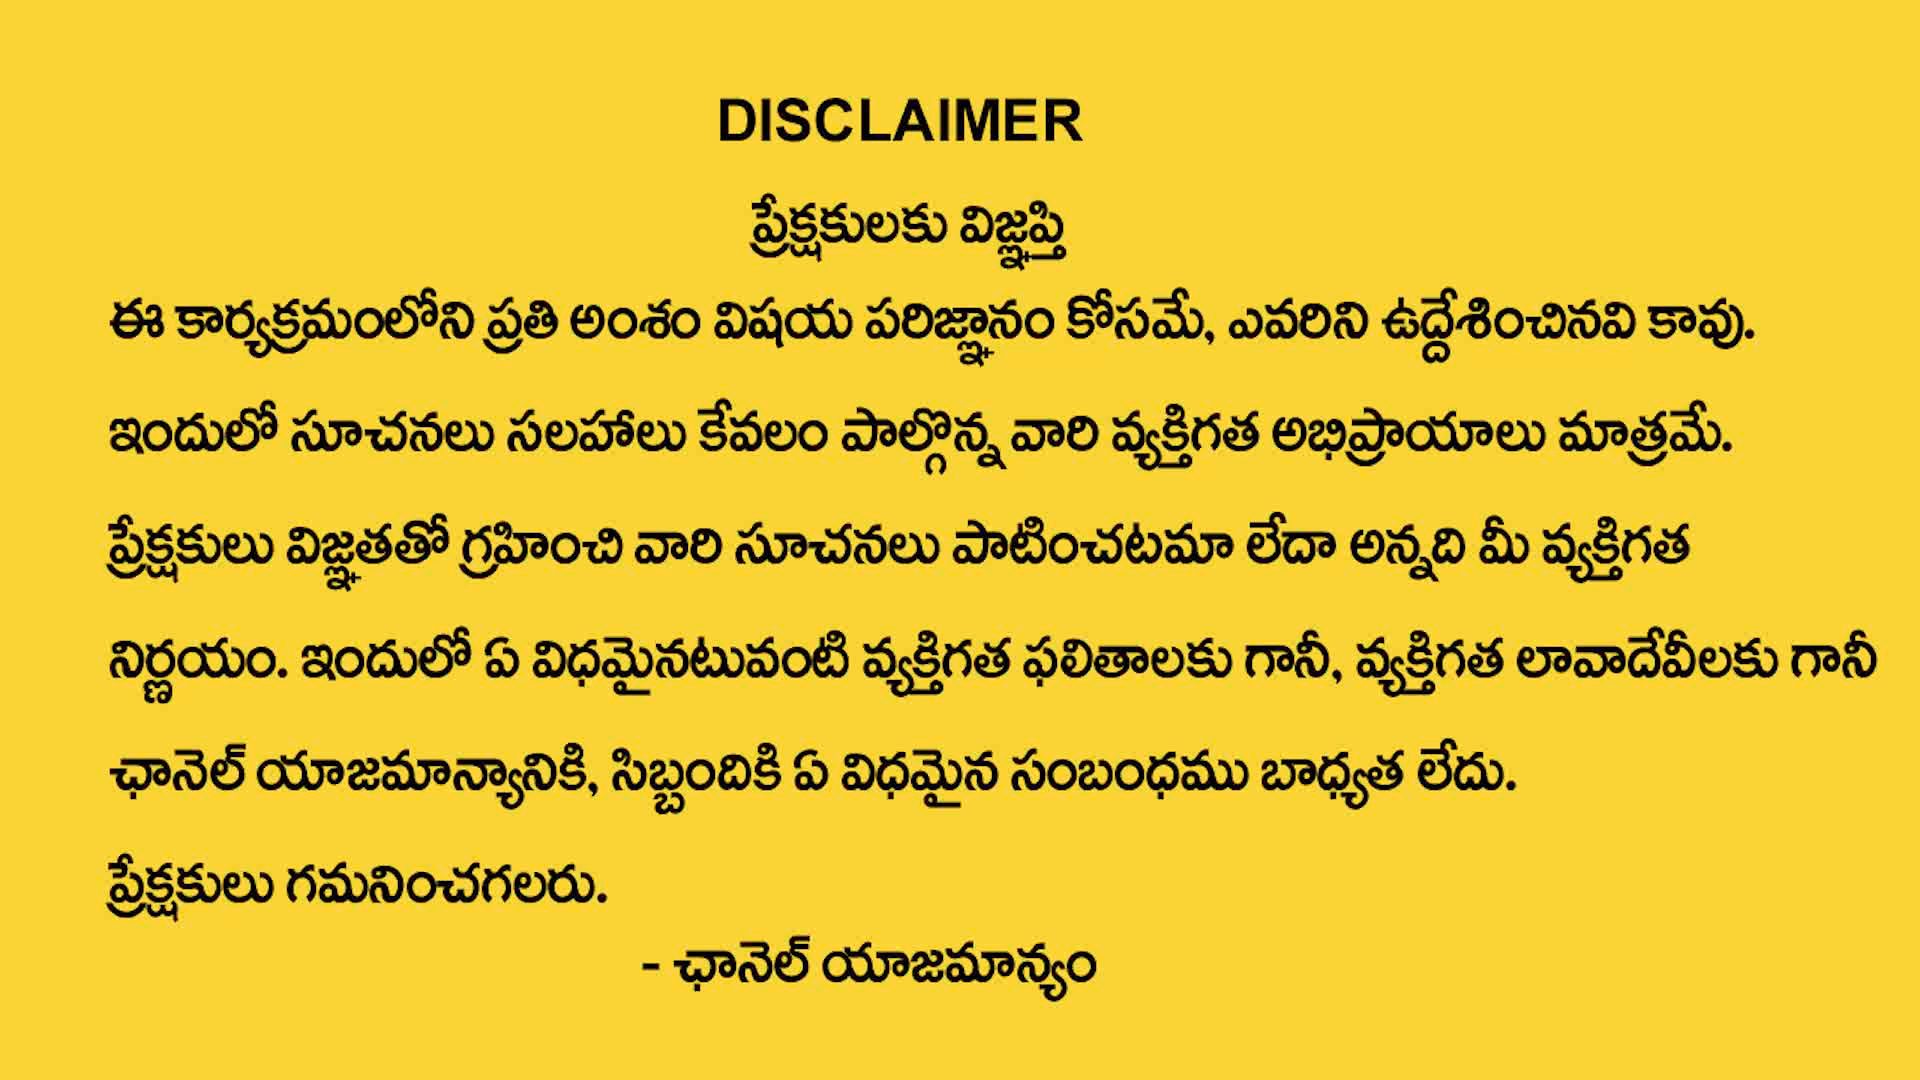 DISCLAIMER
ప్రేక్షకులకు విజ్ఞప్తి
ఈ కార్యక్రమంలోని ప్రతి అంశం విషయ పరిజ్ఞానం కోసమే, ఎవరిని ఉద్దేశించినవి కావు.
ఇందులో సూచనలు సలహాలు కేవలం పాల్గొన్న వారి వ్యక్తిగత అభిప్రాయాలు మాత్రమే.
ప్రేక్షకులు విజ్ఞతతో గ్రహించి వారి సూచనలు పాటించటమా లేదా అన్నది మీ వ్యక్తిగత
నిర్ణయం. ఇందులో ఏ విధమైనటువంటి వ్యక్తిగత ఫలితాలకు గానీ, వ్యక్తిగత లావాదేవీలకు గానీ
ఛానెల్ యాజమాన్యానికి, సిబ్బందికి ఏ విధమైన సంబంధము బాధ్యత లేదు.
ప్రేక్షకులు గమనించగలరు.
- ఛానెల్ యాజమాన్యం